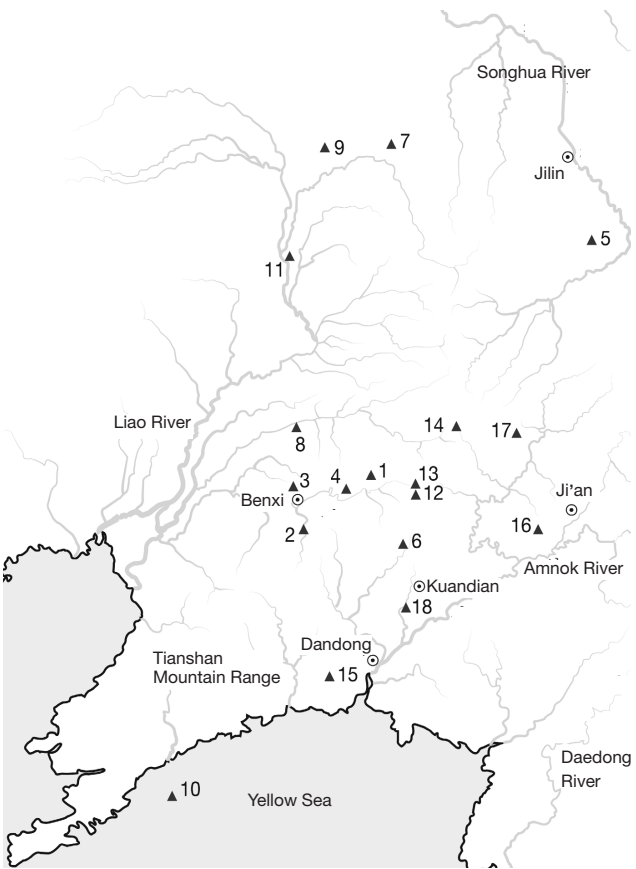 Songhua River
9
7
Jilin
5
11
Liao River
14
17
8
1
13
3
4
12
Benxi
Ji'an
2
16
6
Amnok River
Kuandian
18
Dandong
Tianshan
Mountain Range
15
Daedong
River
10
Yellow Sea